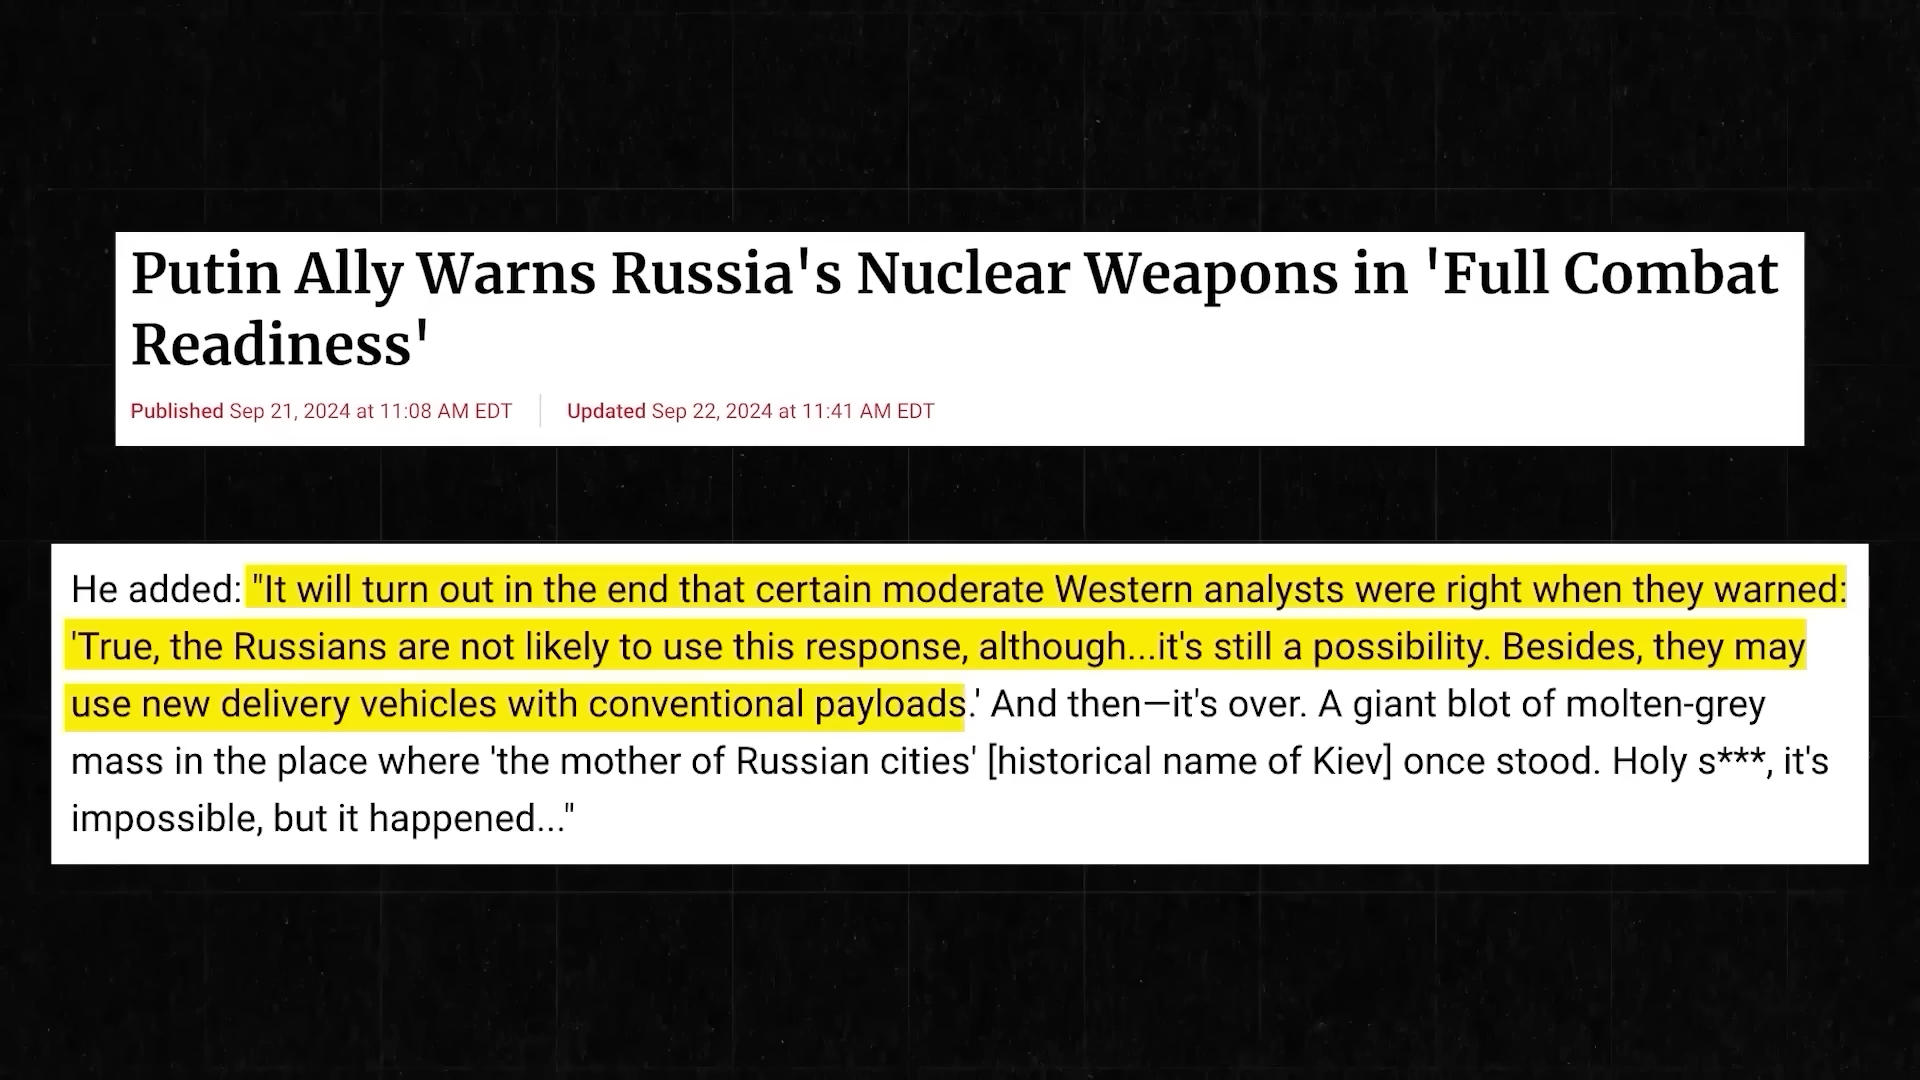 Putin Ally Warns Russia's Nuclear Weapons in 'Full Combat
Readiness'
Published Sep 21, 2024 at 11:08 AM EDT | Updated Sep 22, 2024 at 11:41 AM EDT
He added: "It will turn out in the end that certain moderate Western analysts were right when they warned:
'True, the Russians are not likely to use this response, although...it's still a possibility. Besides, they may
use new delivery vehicles with conventional payloads.' And then—it's over. A giant blot of molten-grey
mass in the place where 'the mother of Russian cities' [historical name of Kiev] once stood. Holy s***, it's
impossible, but it happened..."